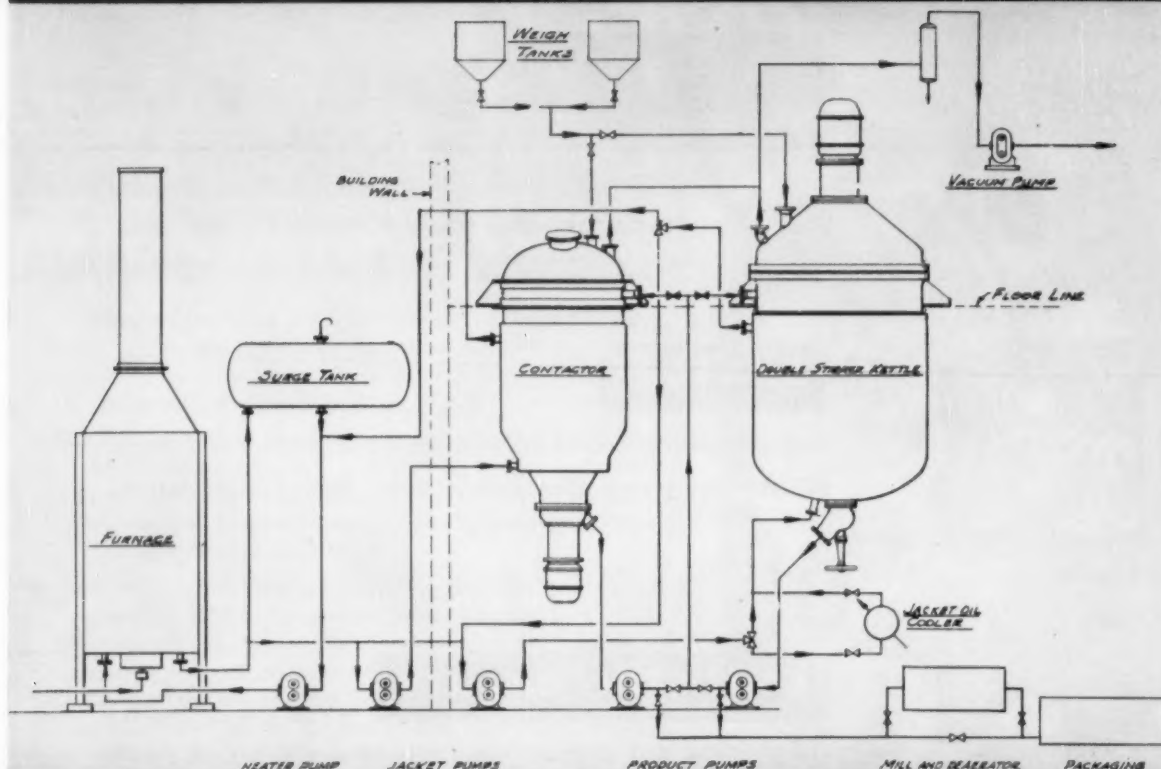 WEIGH
TANKS
VACUUM PUMP
BUILDING
WALL
FLOOR LINE
SURGE TANK
CONTACTOR
DOUBLE STIRRER KETTLE
FURNACE
JACKET OIL
COOLER
HEATER PUMP
JACKET PUMPS
PRODUCT PUMPS
MILL AND DEAERATOR
PACKAGING